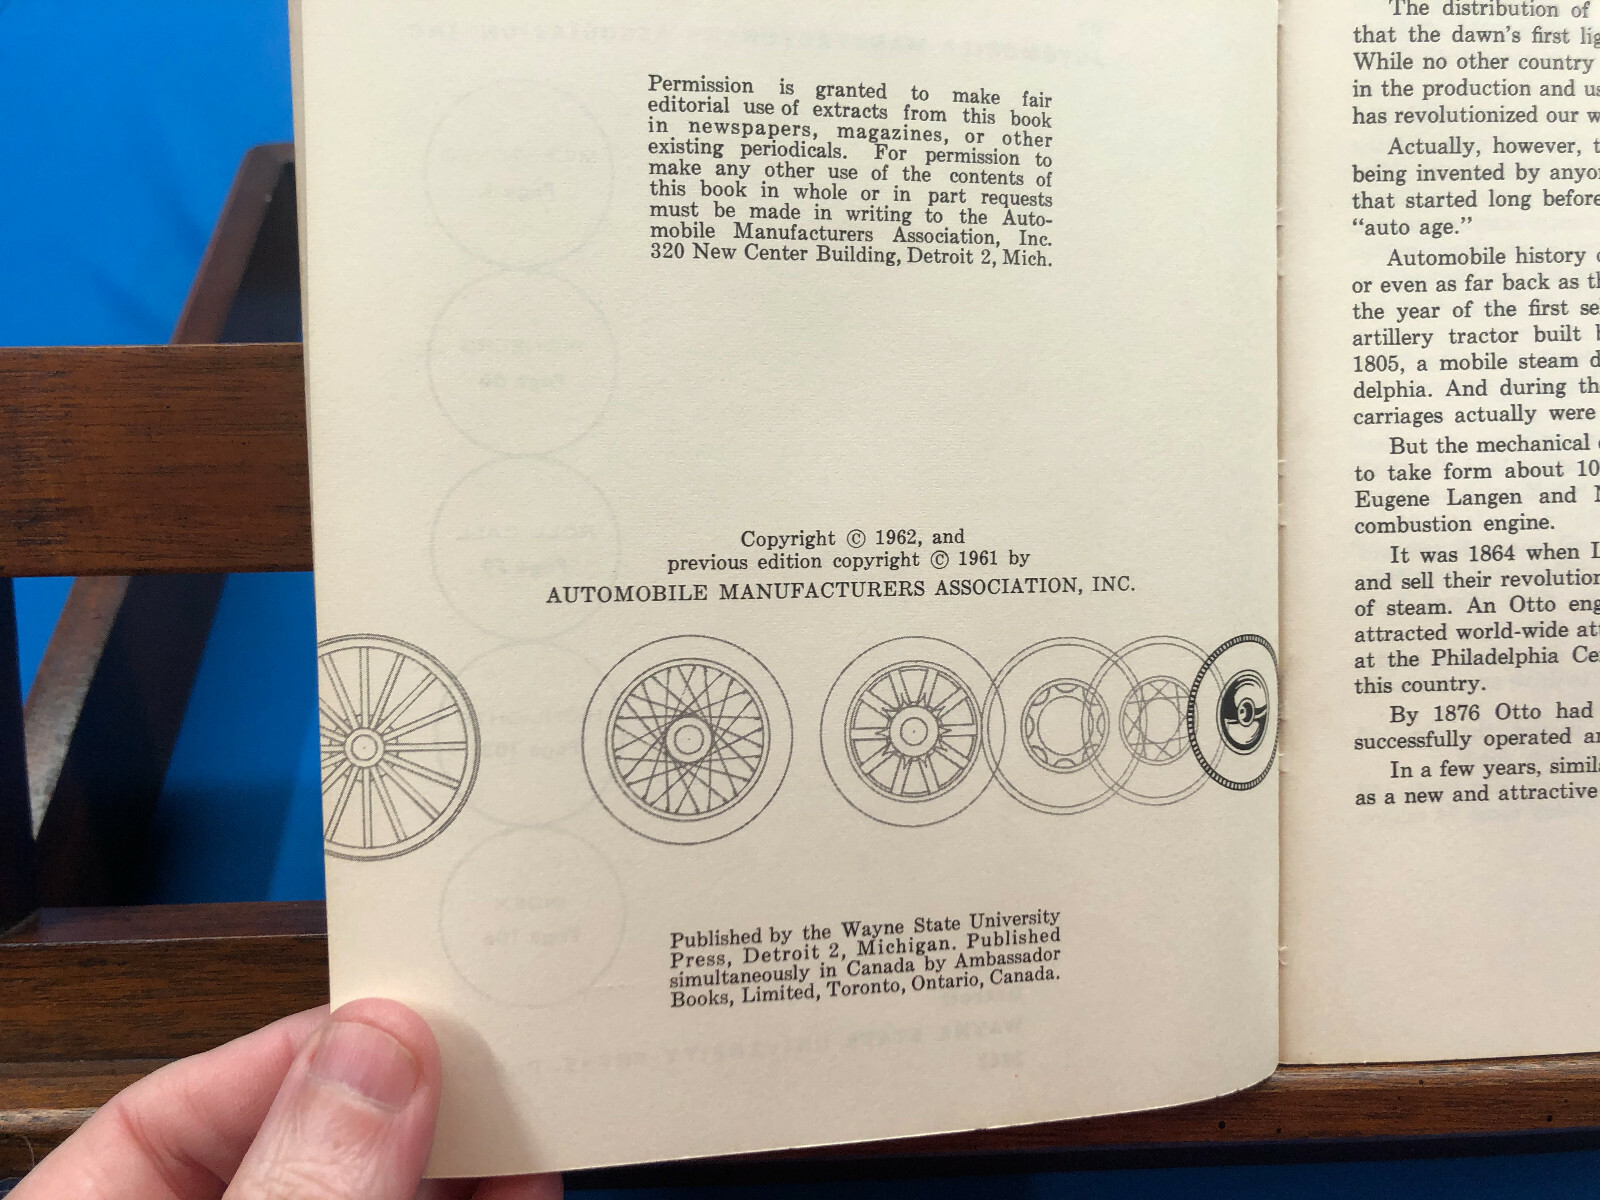 Permission is granted to make fair
editorial use of extracts from this book
in newspapers, magazines, or other
existing periodicals. For permission to
make any other use of the contents of
this book in whole or in part requests
must be made in writing to the Auto-
mobile Manufacturers Association, Inc.
320 New Center Building, Detroit 2, Mich.
Copyright © 1962, and
previous edition copyright © 1961 by
AUTOMOBILE MANUFACTURERS ASSOCIATION, INC.
Published by the Wayne State University
Press, Detroit 2, Michigan. Published
simultaneously in Canada by Ambassador
Books, Limited, Toronto, Ontario, Canada.
The distribution of
that the dawn's first
While no other country
in the production and
has revolutionized our
Actually, however,
being invented by
that started long before
“auto age.”
Automobile history
or even as far back as
the year of the first
artillery tractor built
1805, a mobile steam
delphia. And during
carriages actually were
But the mechanical
to take form about
Eugene Langen and
combustion engine.
It was 1864 when
and sell their
of steam. An Otto
attracted world-wide
at the Philadelphia
this country.
By 1876 Otto had
successfully operated
In a few years,
as a new and attractive